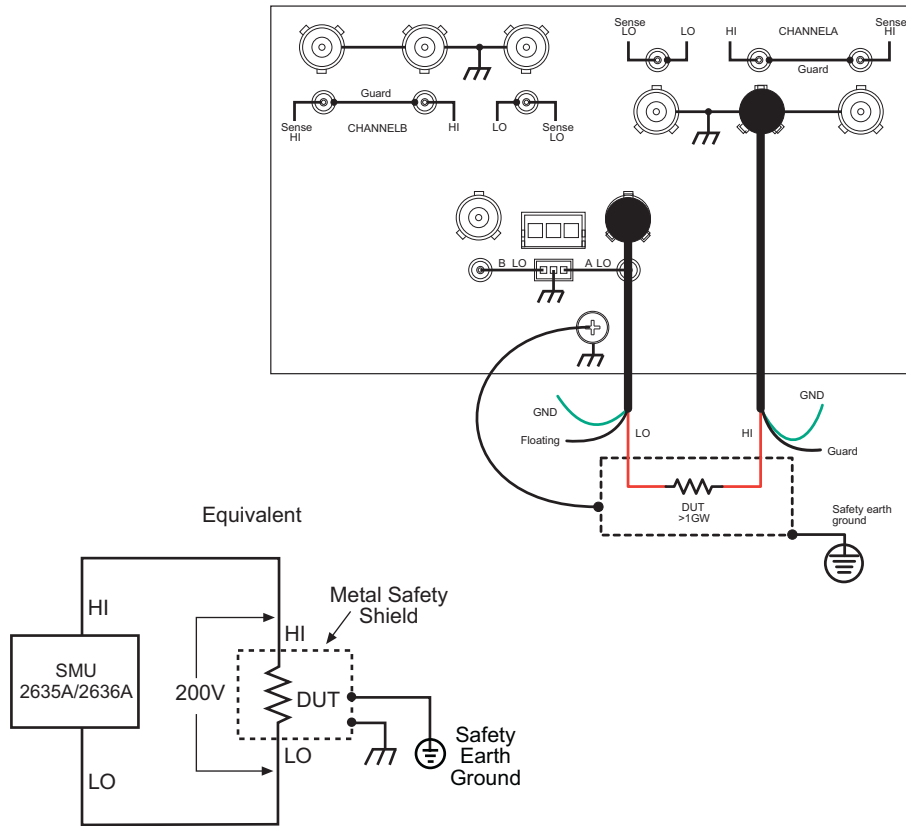 Sense
LO
LO
HI
CHANNELA
Sense
HI
Guard
Guard
Sense
HI
CHANNELB
HI
LO
Sense
LO
B LO
A LO
GND
Floating
LO
HI
GND
Guard
DUT
>1GW
Safety earth
ground
Equivalent
HI
SMU
2635A/2636A
LO
200V
Metal Safety
Shield
HI
DUT
LO
Safety
Earth
Ground